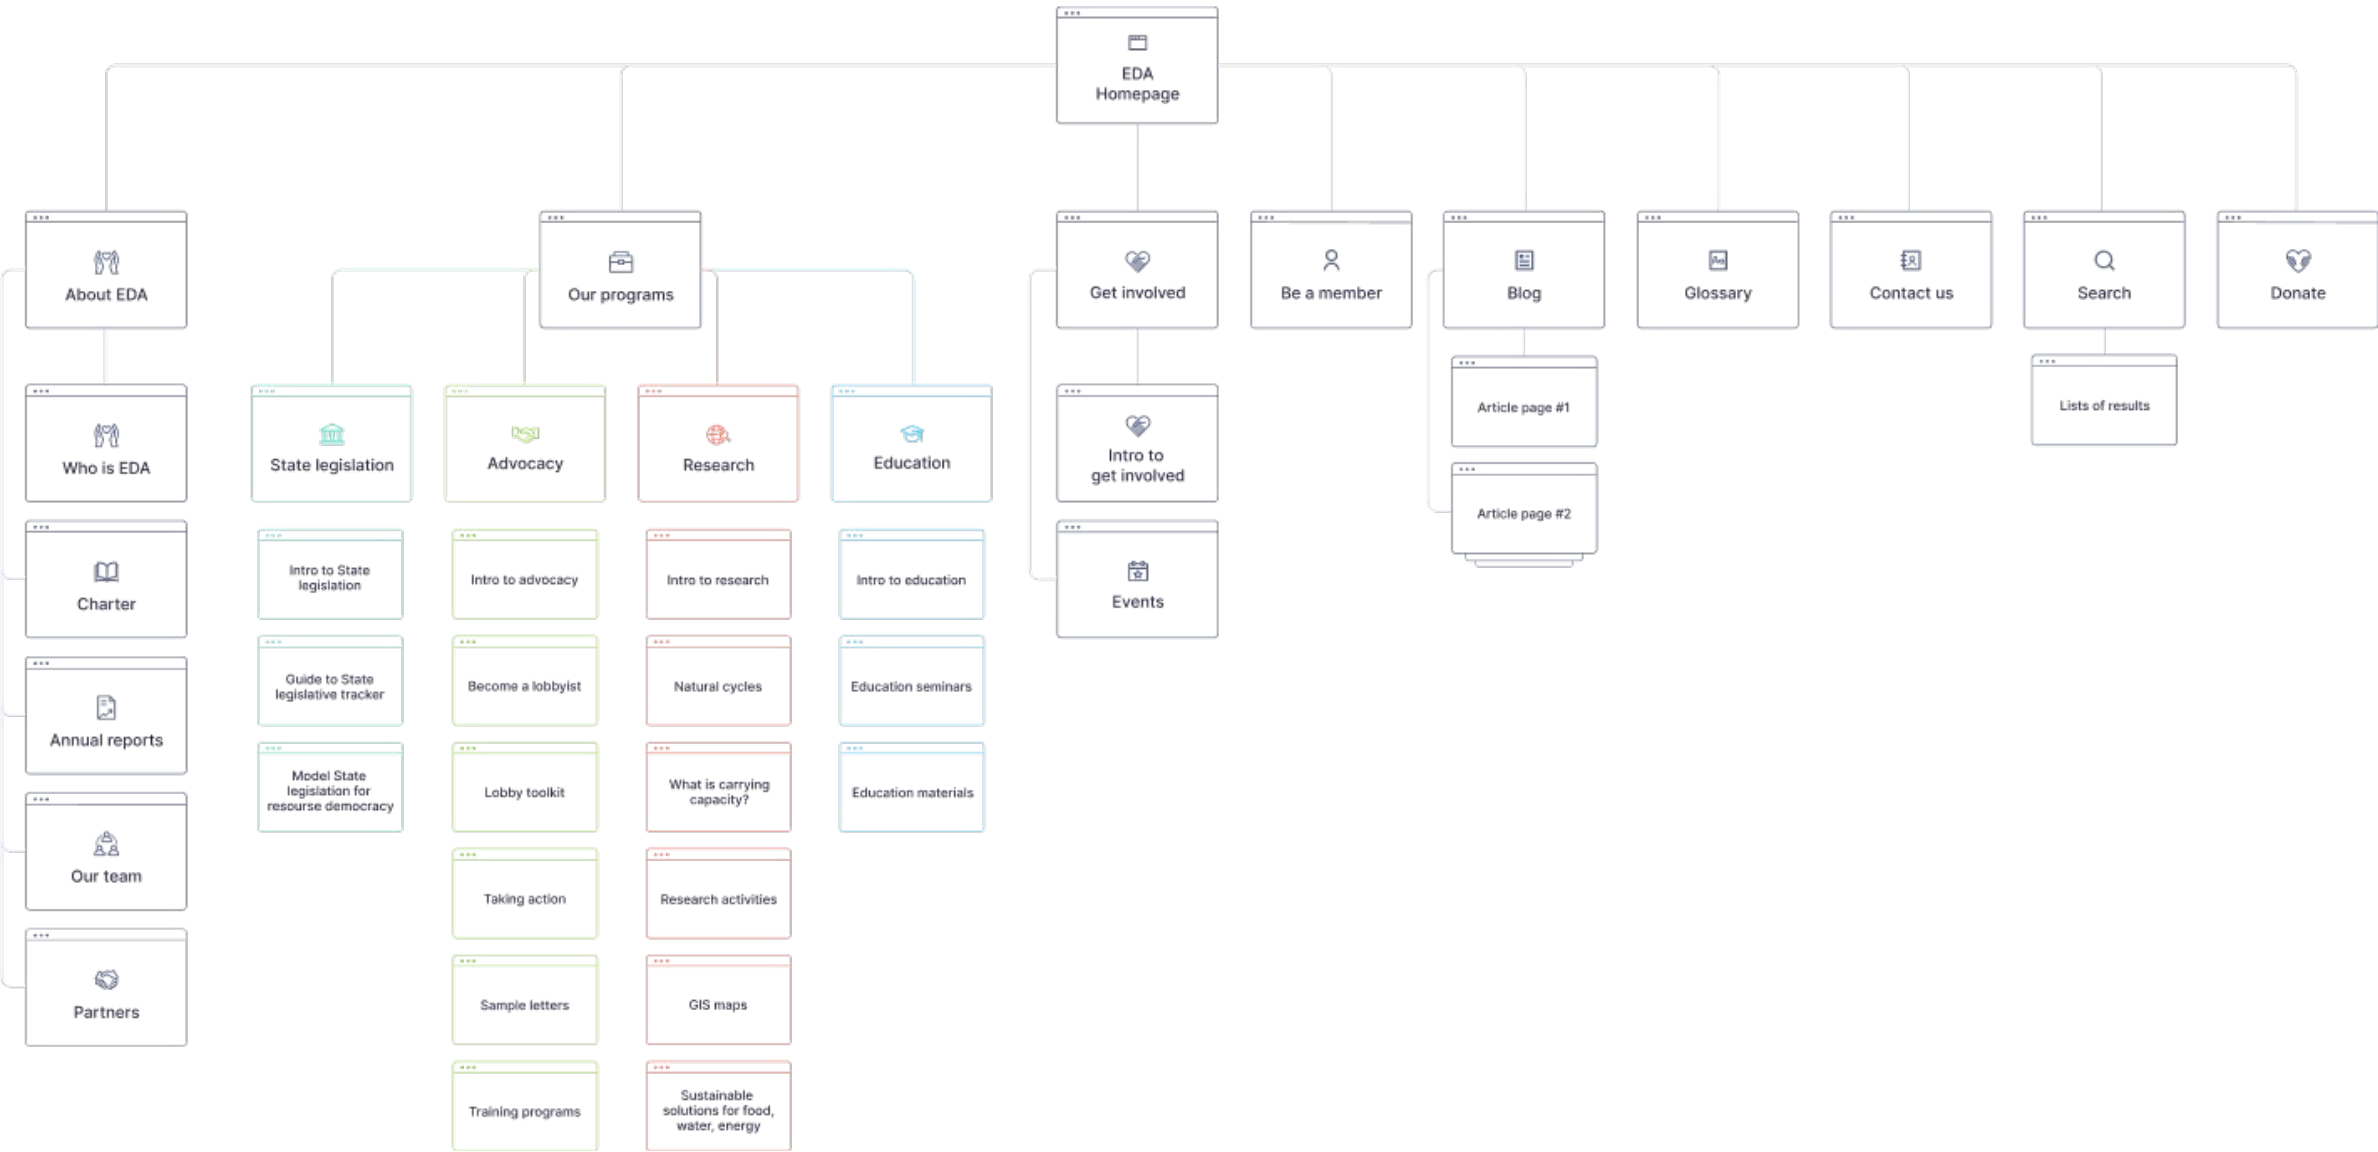 EDA
Homepage
About EDA
Our programs
Get involved
Be a member
Blog
Glossary
Contact us
Search
Donate
Who is EDA
Charter
Annual reports
Our team
Partners
State legislation
Intro to State
legislation
Guide to State
legislative tracker
Model State
legislation for
resourse democracy
Advocacy
Intro to advocacy
Become a lobbyist
Lobby toolkit
Taking action
Sample letters
Training programs
Research
Intro to research
Natural cycles
What is carrying
capacity?
Research activities
GIS maps
Sustainable
solutions for food,
water, energy
Education
Intro to education
Education seminars
Education materials
Intro to
get involved
Events
Article page #1
Article page #2
Lists of results